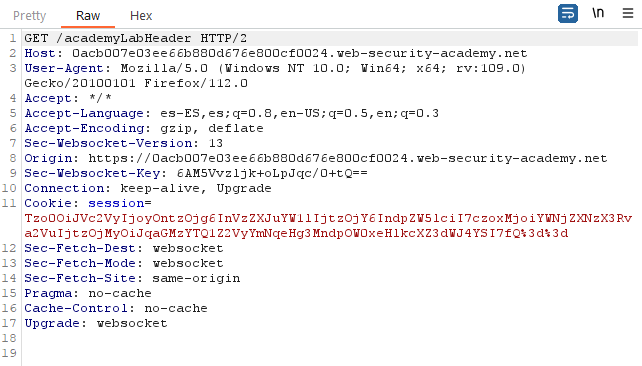 Pretty Raw Hex \n
1 GET /academyLabHeader HTTP/2
2 Host: 0acb007e03ee66b880d676e800cf0024.web-security-academy.net
3 User-Agent: Mozilla/5.0 (Windows NT 10.0; Win64; x64; rv:109.0)
Gecko/20100101 Firefox/112.0
4 Accept: */*
5 Accept-Language: es-ES,es;q=0.8,en-US;q=0.5,en;q=0.3
6 Accept-Encoding: gzip, deflate
7 Sec-Websocket-Version: 13
8 Origin: https://0acb007e03ee66b880d676e800cf0024.web-security-academy.net
9 Sec-Websocket-Key: 6AM5Vvzljk+oLpJqc/0+tQ==
10 Connection: keep-alive, Upgrade
11 Cookie: session=
Tzo0OiJVc2VyIjoyOntzOjg6InVzZXJuYW1lIjtzOjY6IndpZW5lciI7czoxMjoiYWNjZXNzX3Rv
a2VuIjtzOjMyOiJqaGMzYTQ1Z2VyYmNqeHg3MndpOW0xeHlkcXZ3dWJ4YSI7fQ%3d%3d
12 Sec-Fetch-Dest: websocket
13 Sec-Fetch-Mode: websocket
14 Sec-Fetch-Site: same-origin
15 Pragma: no-cache
16 Cache-Control: no-cache
17 Upgrade: websocket
18
19